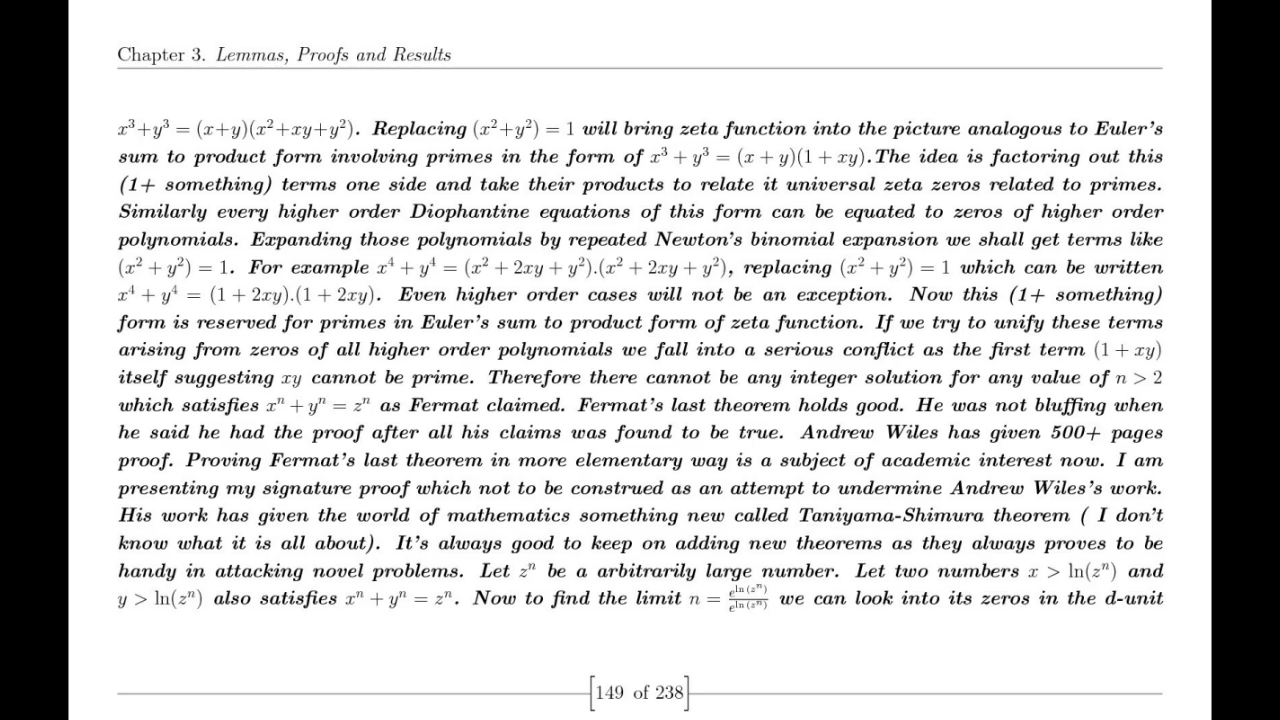 Chapter 3. Lemmas, Proofs and Results
x³+y³ = (x+y)(x²+xy+y²). Replacing (x²+y²) = 1 will bring zeta function into the picture analogous to Euler's
sum to product form involving primes in the form of x³ + y³ = (x + y)(1 + xy).The idea is factoring out this
(1+ something) terms one side and take their products to relate it universal zeta zeros related to primes.
Similarly every higher order Diophantine equations of this form can be equated to zeros of higher order
polynomials. Expanding those polynomials by repeated Newton's binomial expansion we shall get terms like
(x² + y²) = 1. For example x⁴ + y⁴ = (x² + 2xy + y²).(x² + 2xy + y²), replacing (x² + y²) = 1 which can be written
x⁴ + y⁴ = (1 + 2xy).(1 + 2xy). Even higher order cases will not be an exception. Now this (1+ something)
form is reserved for primes in Euler's sum to product form of zeta function. If we try to unify these terms
arising from zeros of all higher order polynomials we fall into a serious conflict as the first term (1 + xy)
itself suggesting xy cannot be prime. Therefore there cannot be any integer solution for any value of n > 2
which satisfies xⁿ + yⁿ = zⁿ as Fermat claimed. Fermat's last theorem holds good. He was not bluffing when
he said he had the proof after all his claims was found to be true. Andrew Wiles has given 500+ pages
proof. Proving Fermat's last theorem in more elementary way is a subject of academic interest now. I am
presenting my signature proof which not to be construed as an attempt to undermine Andrew Wiles's work.
His work has given the world of mathematics something new called Taniyama-Shimura theorem ( I don't
know what it is all about). It's always good to keep on adding new theorems as they always proves to be
handy in attacking novel problems. Let zⁿ be a arbitrarily large number. Let two numbers x > ln(zⁿ) and
y > ln(zⁿ) also satisfies xⁿ + yⁿ = zⁿ. Now to find the limit n = e^ln (zⁿ)/e^ln (zⁿ) we can look into its zeros in the d-unit
[149 of 238]